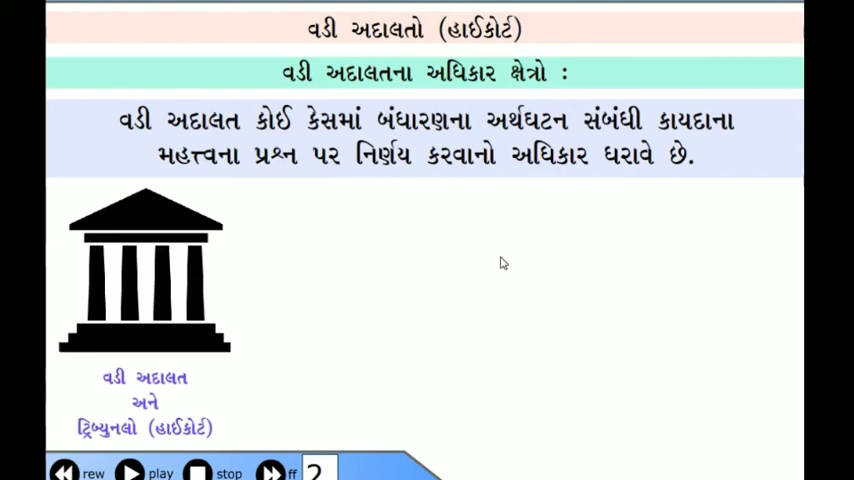 વડી અદાલતો (હાઈકોર્ટ)
વડી અદાલતના અધિકાર ક્ષેત્રો :
વડી અદાલત કોઈ કેસમાં બંધારણના અર્થઘટન સંબંધી કાયદાના
મહત્ત્વના પ્રશ્ન પર નિર્ણય કરવાનો અધિકાર ધરાવે છે.
વડી અદાલત
અને
ટ્રિબ્યુનલો (હાઈકોર્ટ)
rew play stop ff 2